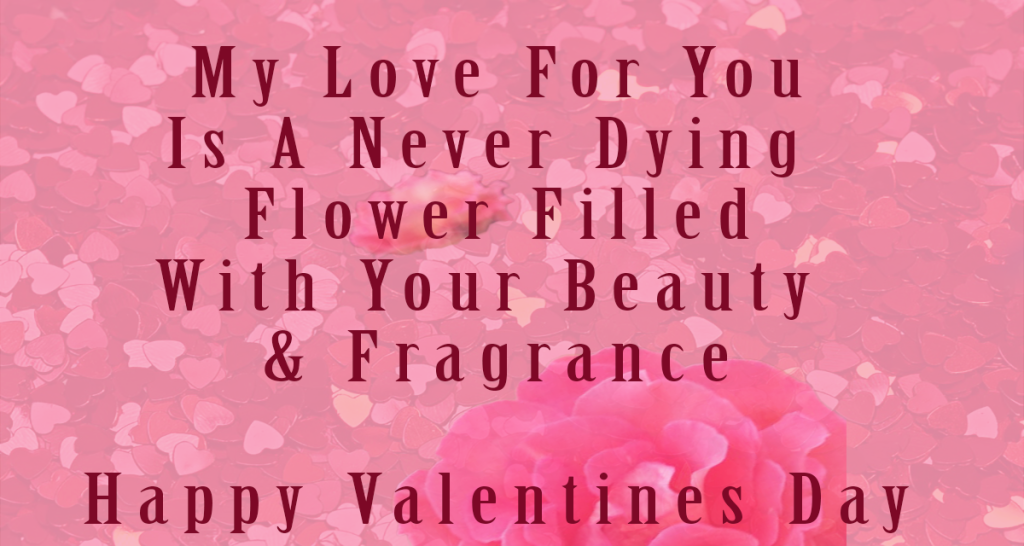 My Love For You
Is A Never Dying
Flower Filled
With Your Beauty
& Fragrance
Happy Valentines Day